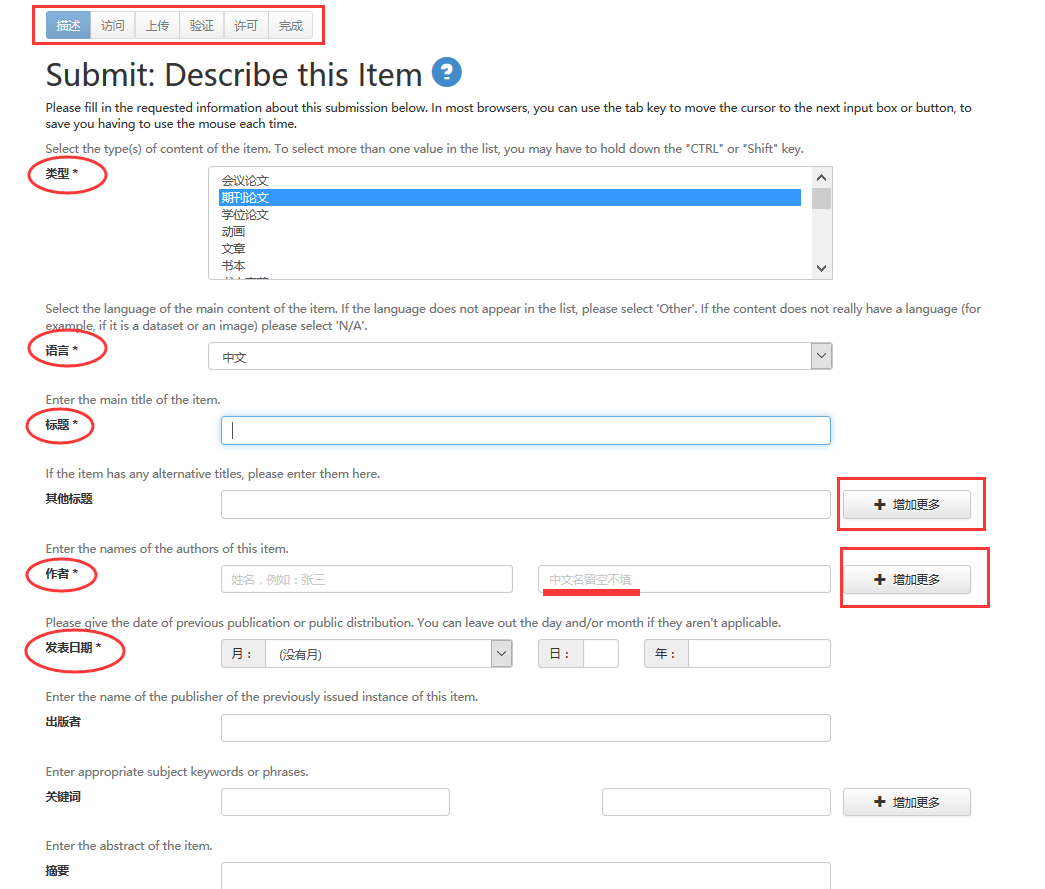 描述 访问 上传 验证 许可 完成
Submit: Describe this Item ?
Please fill in the requested information about this submission below. In most browsers, you can use the tab key to move the cursor to the next input box or button, to
save you having to use the mouse each time.
Select the type(s) of content of the item. To select more than one value in the list, you may have to hold down the "CTRL" or "Shift" key.
类型 *
会议论文
期刊论文
学位论文
动画
文章
书本
Select the language of the main content of the item. If the language does not appear in the list, please select 'Other'. If the content does not really have a language (for
example, if it is a dataset or an image) please select 'N/A'.
语言 * 中文
Enter the main title of the item.
标题 *
If the item has any alternative titles, please enter them here.
其他标题 + 增加更多
Enter the names of the authors of this item.
作者 * 姓名，例如：张三 中文名留空不填 + 增加更多
Please give the date of previous publication or public distribution. You can leave out the day and/or month if they aren't applicable.
发表日期 * 月： (没有月) 日： 年：
Enter the name of the publisher of the previously issued instance of this item.
出版者
Enter appropriate subject keywords or phrases.
关键词 + 增加更多
Enter the abstract of the item.
摘要